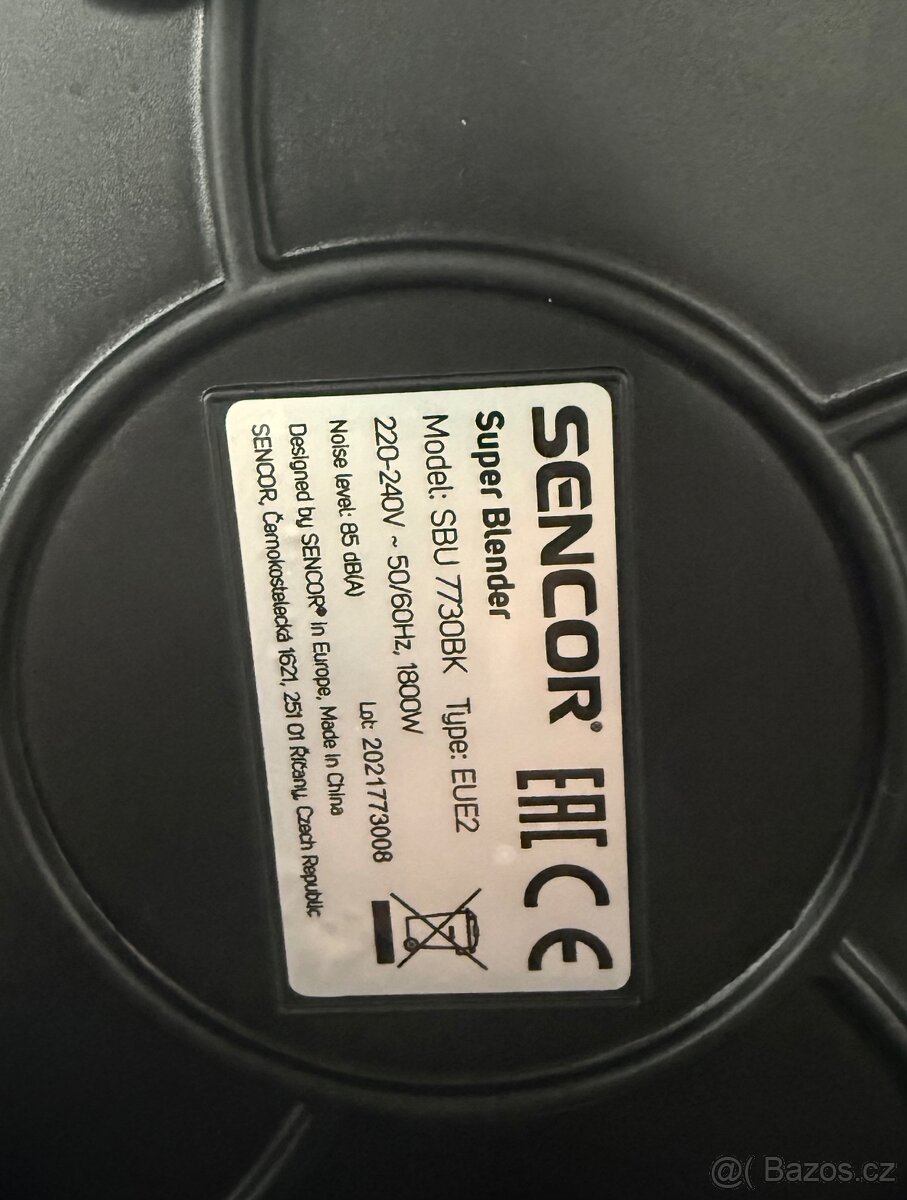 SENCOR® EAC CE
Super Blender
Model: SBU 7730BK Type: EUE2
220-240V ~ 50/60Hz, 1800W
Noise level: 85 dB(A) Lot: 2021773008
Designed by SENCOR® in Europe, Made in China
SENCOR, Černokostelecká 1621, 251 01 Říčany, Czech Republic
@( Bazos.cz